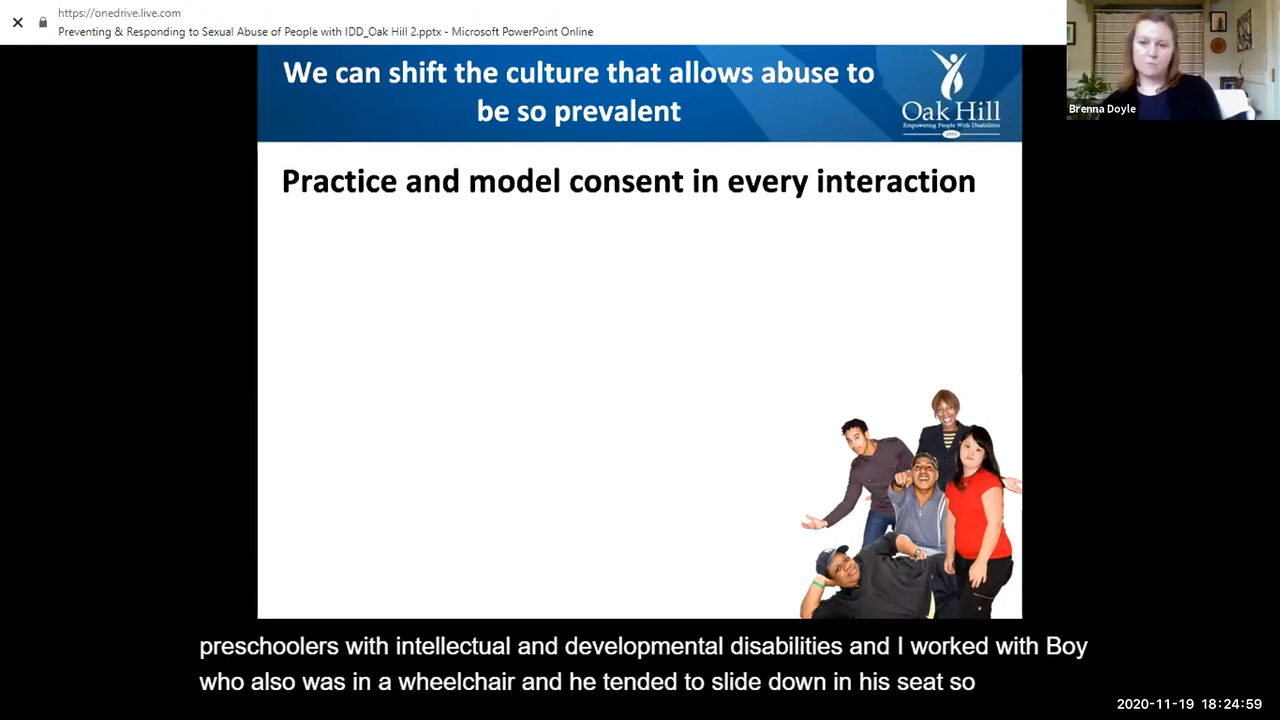 https://onedrive.live.com
Preventing & Responding to Sexual Abuse of People with IDD_Oak Hill 2.pptx - Microsoft PowerPoint Online
Brenna Doyle
We can shift the culture that allows abuse to
be so prevalent
Oak Hill
Empowering People With Disabilities
Practice and model consent in every interaction
preschoolers with intellectual and developmental disabilities and I worked with Boy
who also was in a wheelchair and he tended to slide down in his seat so
2020-11-19 18:24:59